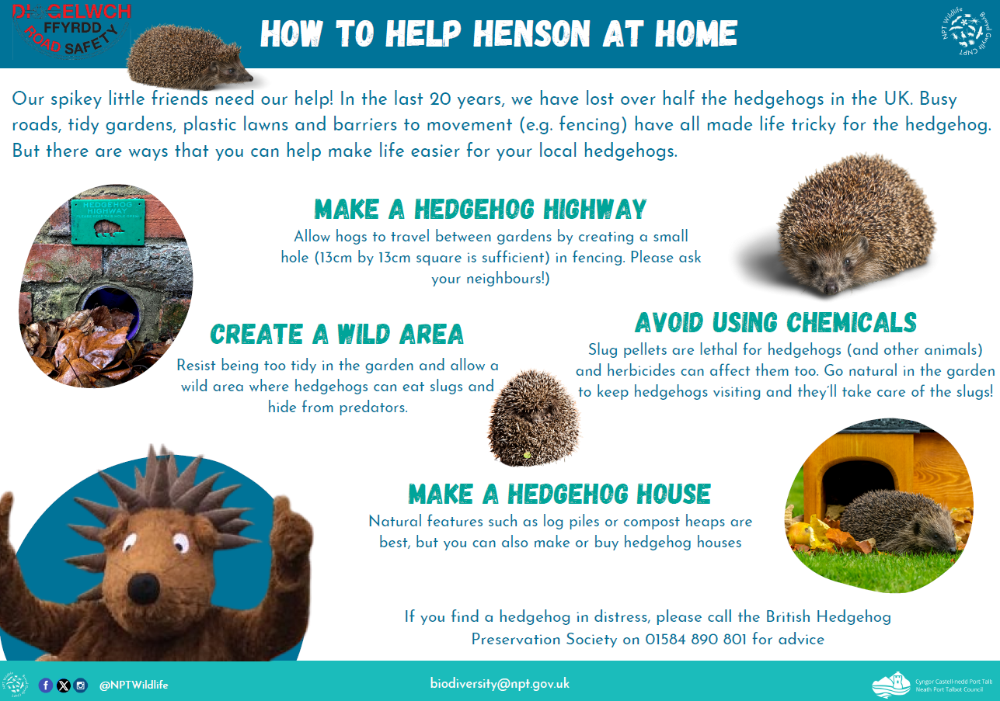 DIOGELWCH
FFYRDD
ROAD SAFETY
HOW TO HELP HENSON AT HOME
NPT Wildlife
Bywyd Gwyllt CNPT
Our spikey little friends need our help! In the last 20 years, we have lost over half the hedgehogs in the UK. Busy
roads, tidy gardens, plastic lawns and barriers to movement (e.g. fencing) have all made life tricky for the hedgehog.
But there are ways that you can help make life easier for your local hedgehogs.
HEDGEHOG
HIGHWAY
PLEASE KEEP THIS HOLE OPEN
MAKE A HEDGEHOG HIGHWAY
Allow hogs to travel between gardens by creating a small
hole (13cm by 13cm square is sufficient) in fencing. Please ask
your neighbours!)
CREATE A WILD AREA
Resist being too tidy in the garden and allow a
wild area where hedgehogs can eat slugs and
hide from predators.
AVOID USING CHEMICALS
Slug pellets are lethal for hedgehogs (and other animals)
and herbicides can affect them too. Go natural in the garden
to keep hedgehogs visiting and they'll take care of the slugs!
MAKE A HEDGEHOG HOUSE
Natural features such as log piles or compost heaps are
best, but you can also make or buy hedgehog houses
If you find a hedgehog in distress, please call the British Hedgehog
Preservation Society on 01584 890 801 for advice
@NPTWildlife
biodiversity@npt.gov.uk
Cyngor Castell-nedd Port Talb
Neath Port Talbot Council